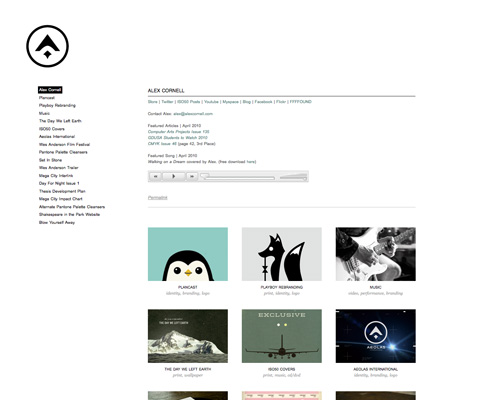 Alex Cornell
Plancast
Playboy Rebranding
Music
The Day We Left Earth
ISO50 Covers
Aeolas International
Wes Anderson Film Festival
Pantone Palette Cleansers
Set In Stone
Wes Anderson Trailer
Mega City Interlink
Day For Night Issue 1
Thesis Development Plan
Mega City Impact Chart
Alternate Pantone Palette Cleansers
Shakespeare in the Park Website
Blow Yourself Away
ALEX CORNELL
Store | Twitter | ISO50 Posts | Youtube | Myspace | Blog | Facebook | Flickr | FFFFOUND
Contact Alex: alex@alexcornell.com
Featured Articles | April 2010
Computer Arts Projects Issue 135
GDUSA Students to Watch 2010
CMYK Issue #6 (page 52, 3rd Place)
Featured Song | April 2010
Walking on a Dream covered by Alex. (free download here)
Permalink
PLANCAST
identity, branding, logo
PLAYBOY REBRANDING
print, identity, logo
MUSIC
video, performance, branding
THE DAY WE LEFT EARTH
EXCLUSIVE
AEOLAS
THE DAY WE LEFT EARTH
print, wallpaper
ISO50 COVERS
print, music, ad/dvd
AEOLAS INTERNATIONAL
identity, branding, logo